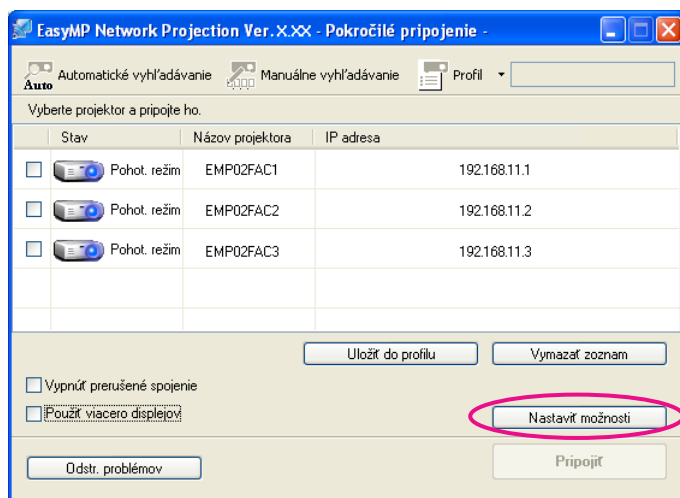 EasyMP Network Projection Ver.X.XX - Pokročilé pripojenie -
Auto Automatické vyhľadávanie Manuálne vyhľadávanie Profil
Vyberte projektor a pripojte ho.
Stav Názov projektora IP adresa
Pohot. režim EMP02FAC1 192.168.11.1
Pohot. režim EMP02FAC2 192.168.11.2
Pohot. režim EMP02FAC3 192.168.11.3
Uložiť do profilu Vymazať zoznam
Vypnúť prerušené spojenie
Použiť viacero displejov Nastaviť možnosti
Odstr. problémov Pripojiť